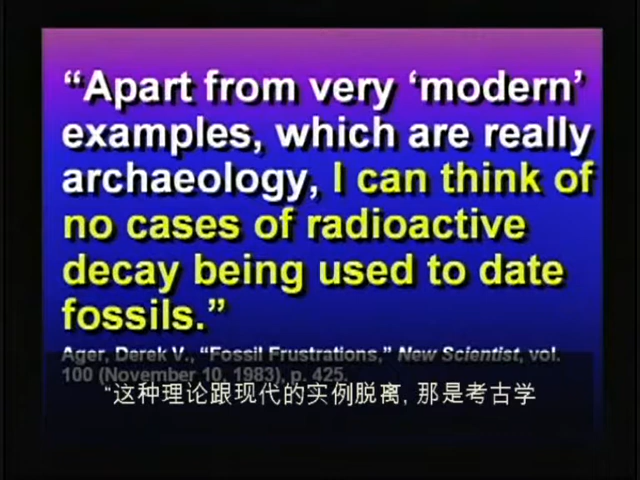 “Apart from very ‘modern’
examples, which are really
archaeology, I can think of
no cases of radioactive
decay being used to date
fossils.”
Ager, Derek V., “Fossil Frustrations,” New Scientist, vol.
100 (November 10, 1983), p. 425.
“这种理论跟现代的实例脱离, 那是考古学